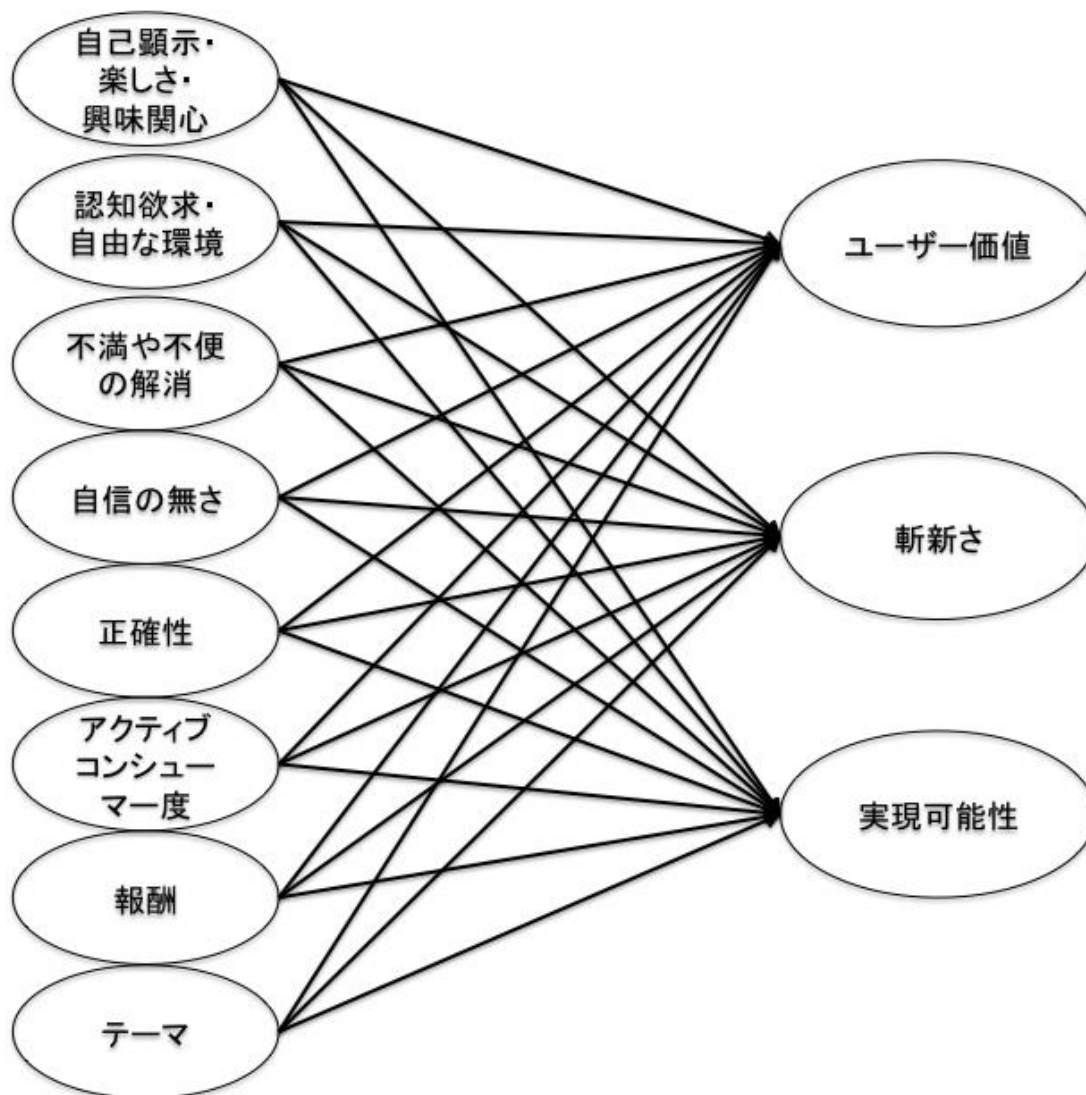 自己顕示・
楽しさ・
興味関心
認知欲求・
自由な環境
不満や不便
の解消
自信の無さ
正確性
アクティブ
コンシュー
マー度
報酬
テーマ
ユーザー価値
斬新さ
実現可能性